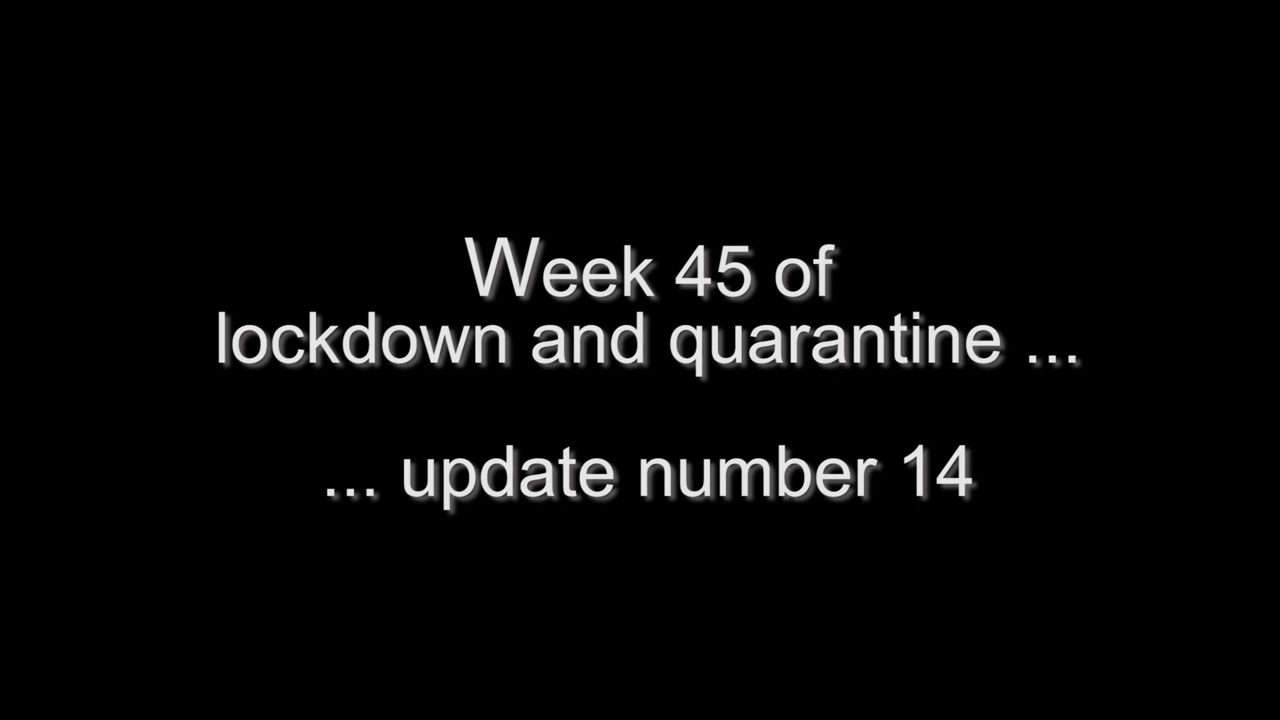 Week 45 of
lockdown and quarantine ...
... update number 14